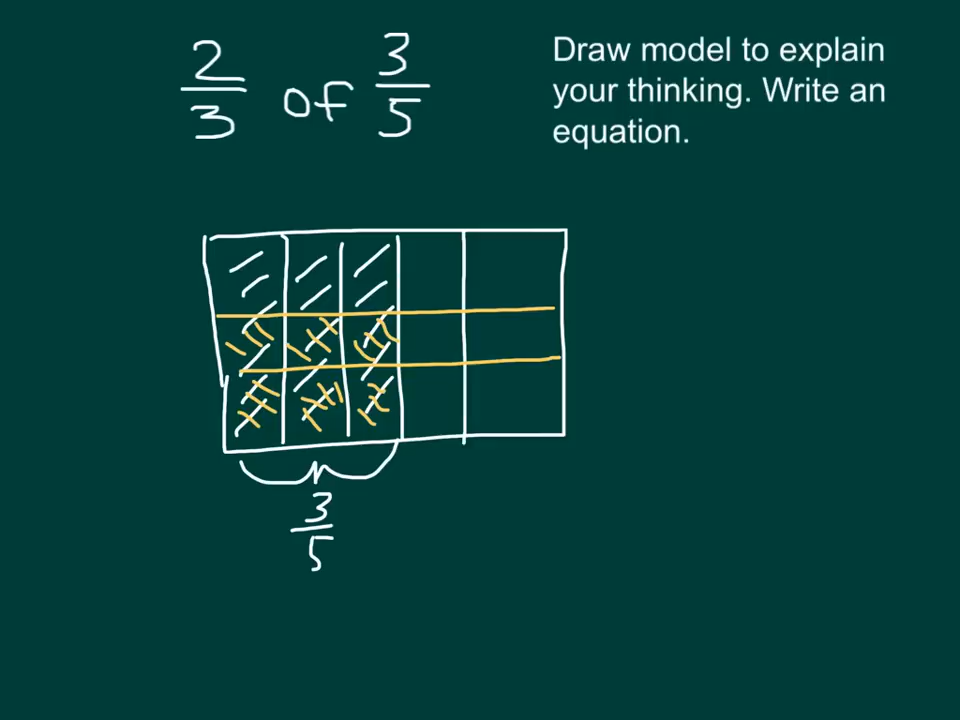 2/3 of 3/5
Draw model to explain
your thinking. Write an
equation.
3/5